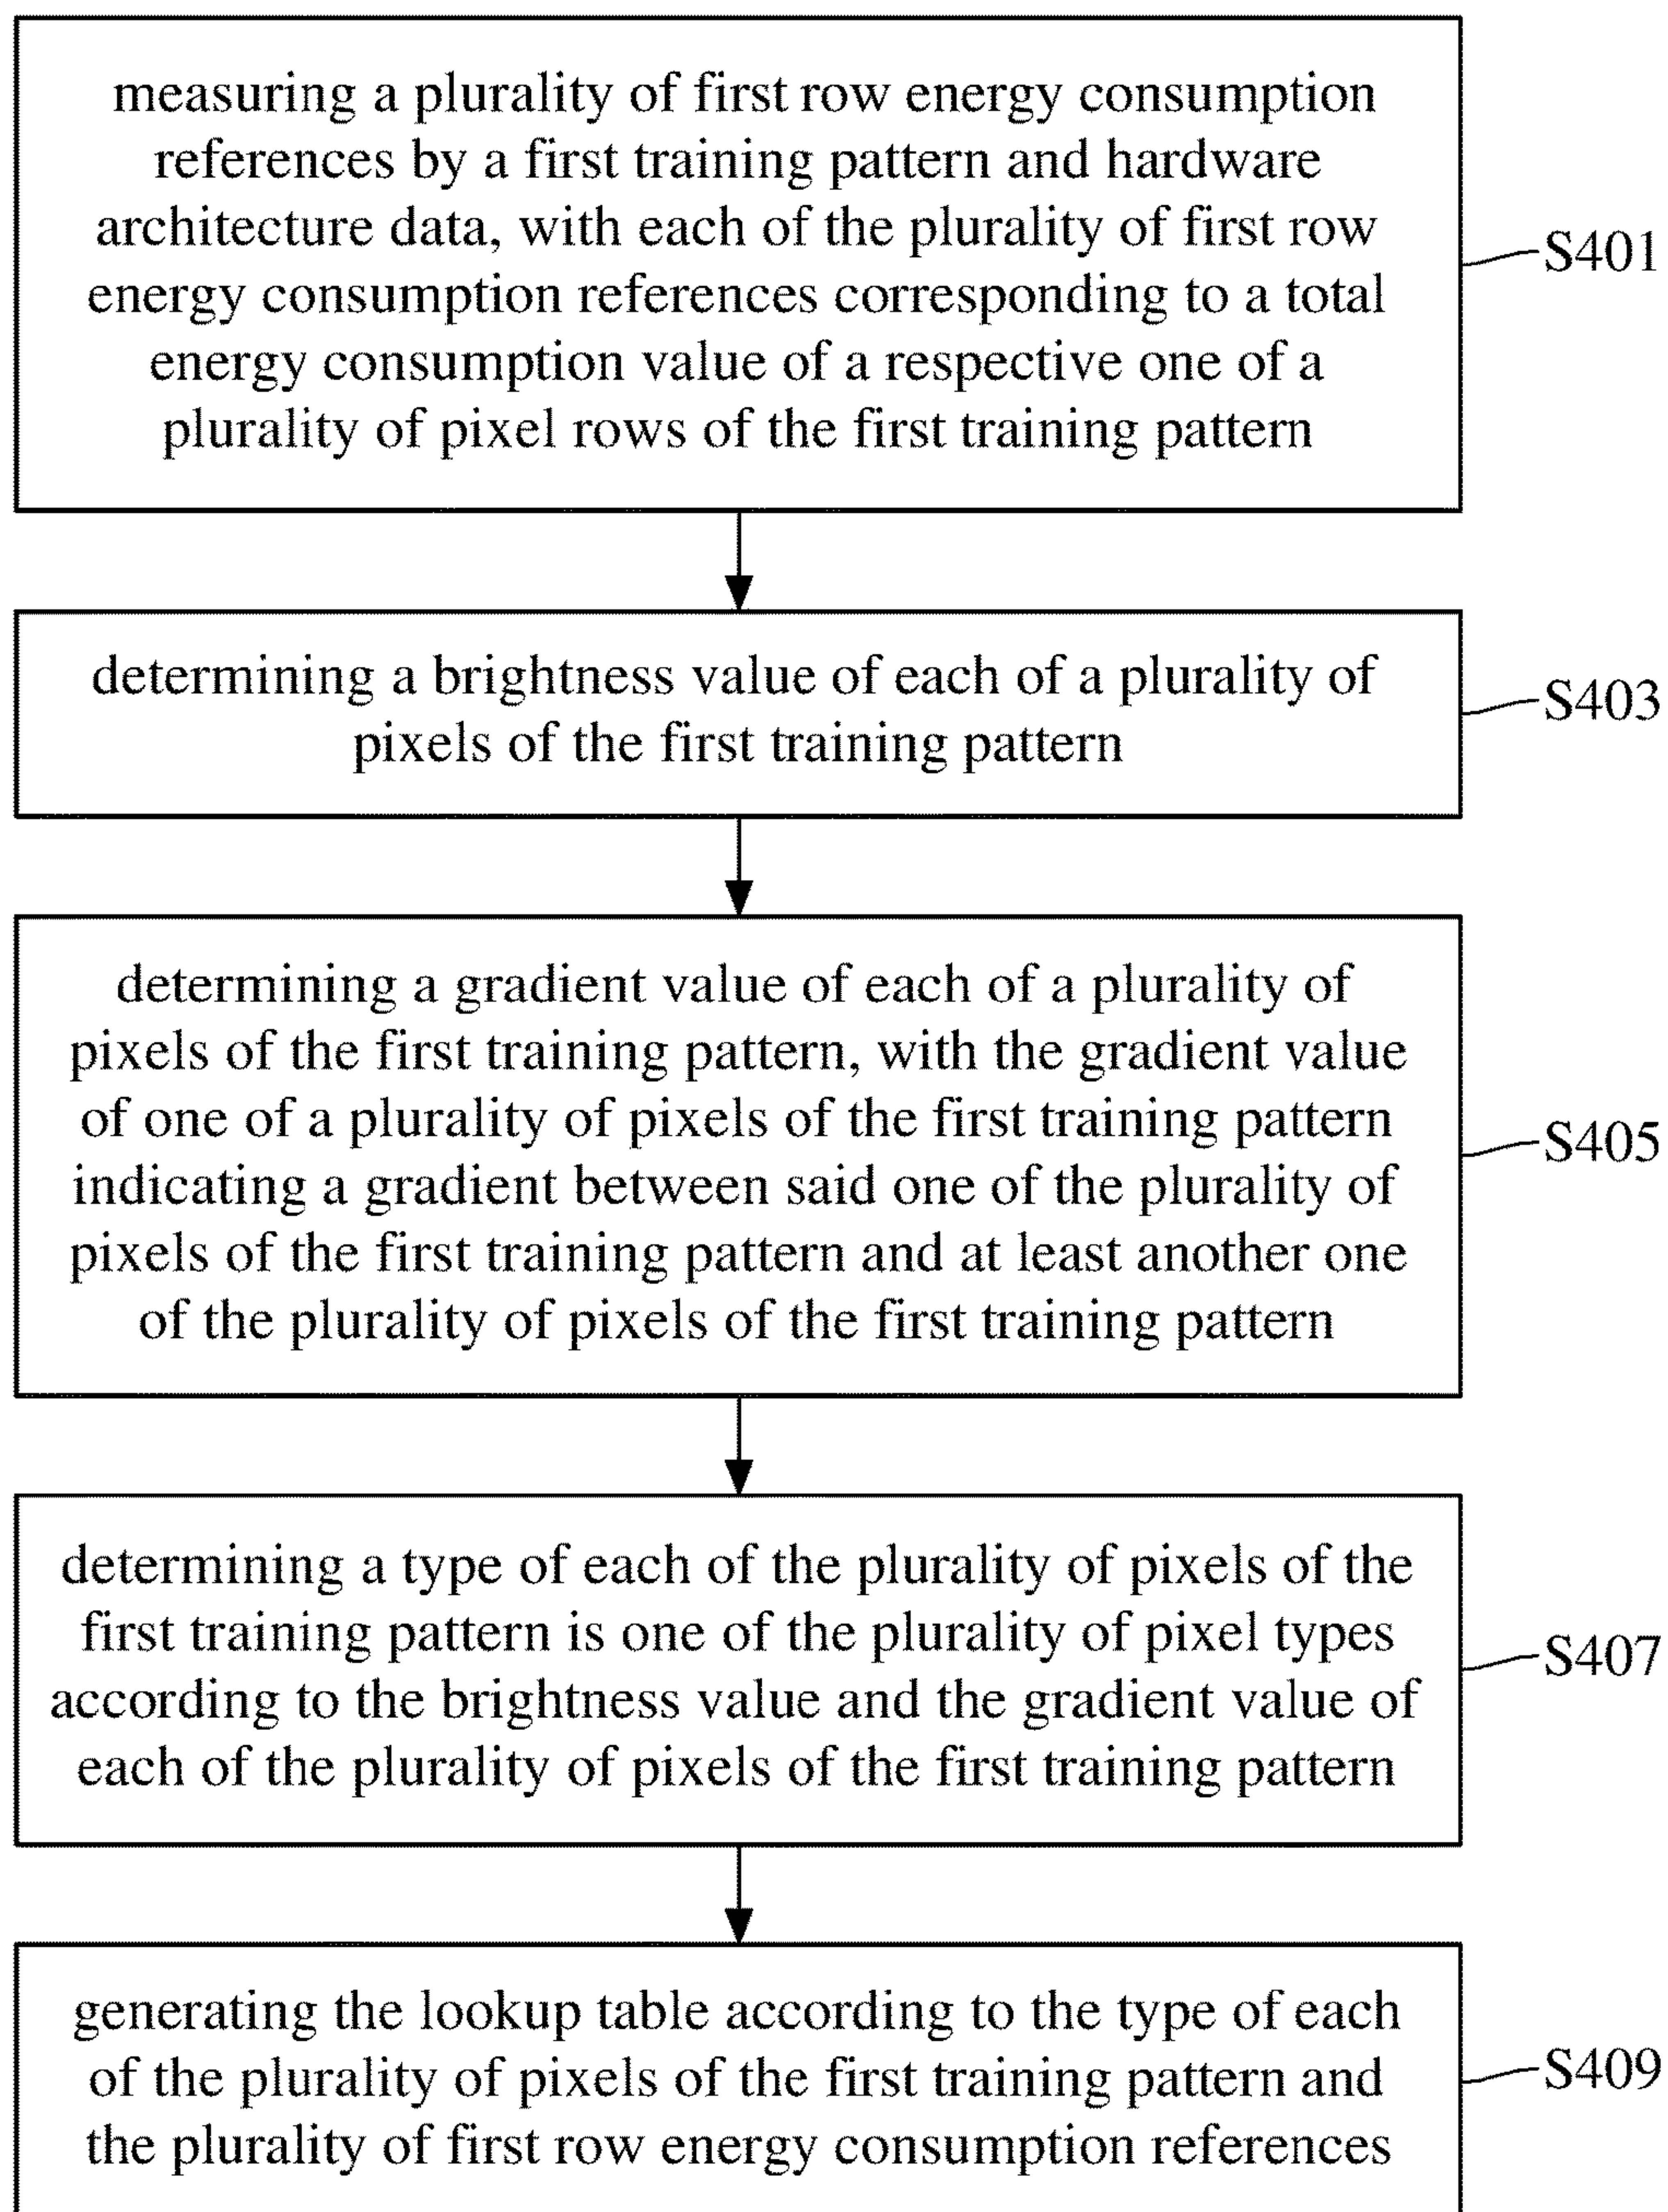 measuring a plurality of first row energy consumption
references by a first training pattern and hardware
architecture data, with each of the plurality of first row
energy consumption references corresponding to a total
energy consumption value of a respective one of a
plurality of pixel rows of the first training pattern
S401
determining a brightness value of each of a plurality of
pixels of the first training pattern
S403
determining a gradient value of each of a plurality of
pixels of the first training pattern, with the gradient value
of one of a plurality of pixels of the first training pattern
indicating a gradient between said one of the plurality of
pixels of the first training pattern and at least another one
of the plurality of pixels of the first training pattern
S405
determining a type of each of the plurality of pixels of the
first training pattern is one of the plurality of pixel types
according to the brightness value and the gradient value of
each of the plurality of pixels of the first training pattern
S407
generating the lookup table according to the type of each
of the plurality of pixels of the first training pattern and
the plurality of first row energy consumption references
S409